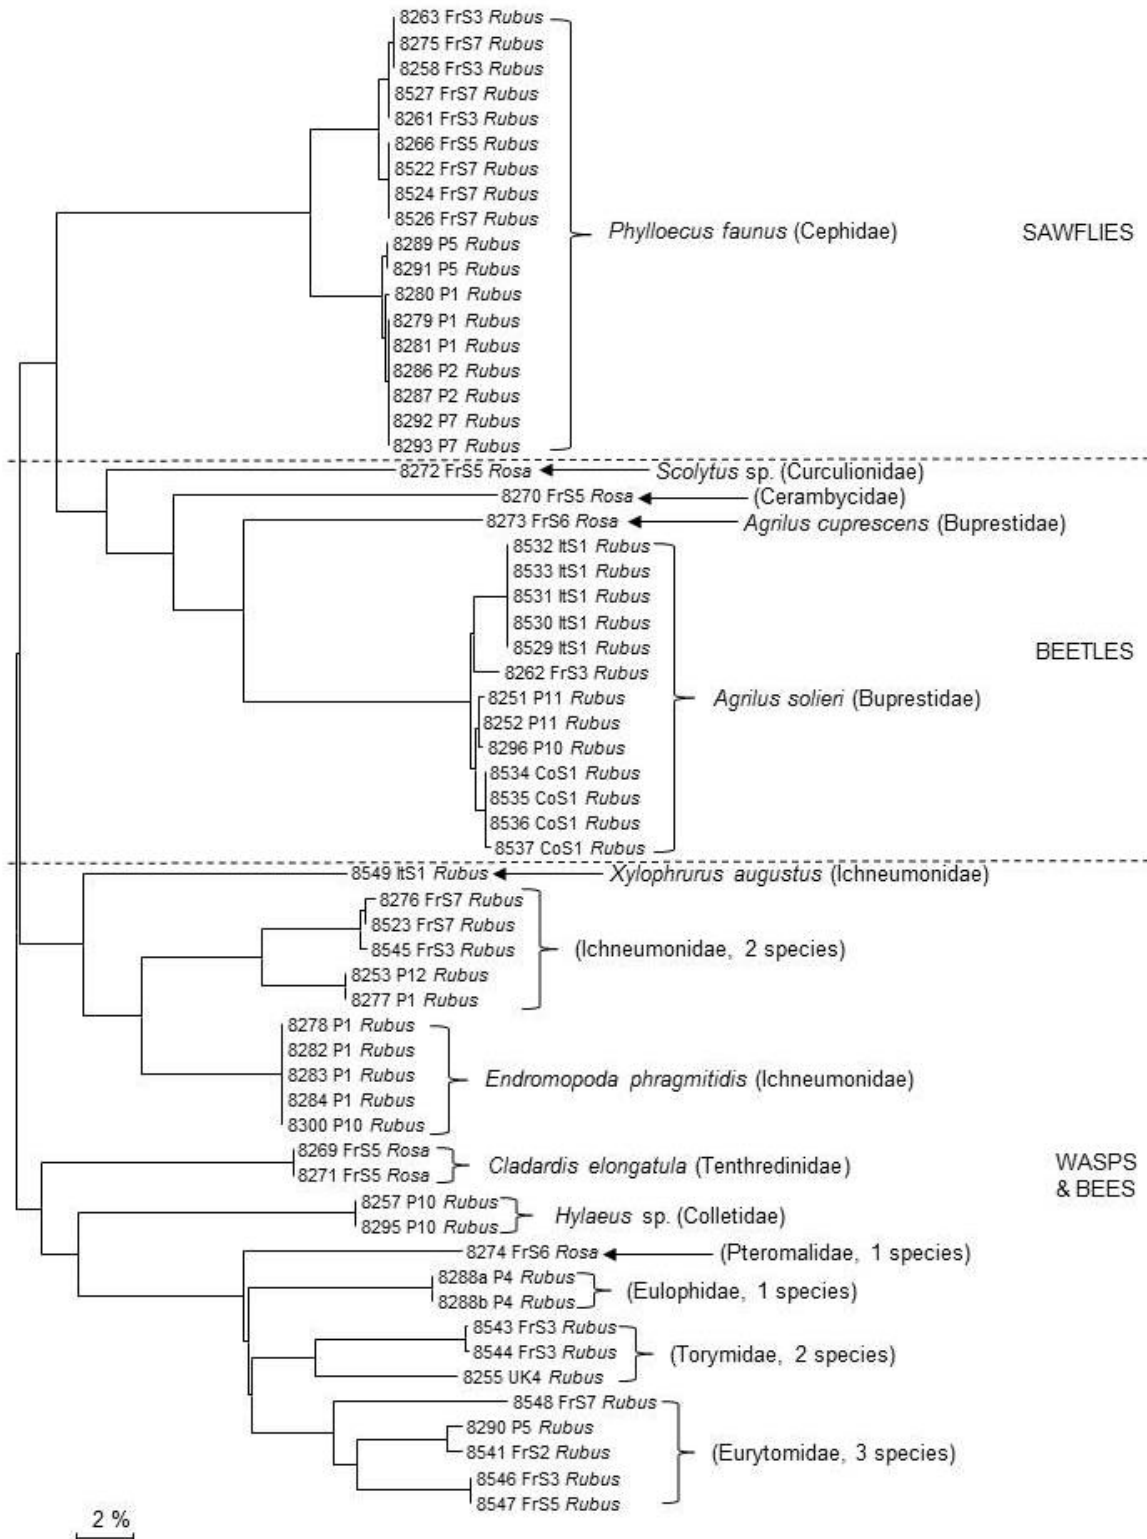 8263 FrS3 Rubus
8275 FrS7 Rubus
8258 FrS3 Rubus
8527 FrS7 Rubus
8261 FrS3 Rubus
8266 FrS5 Rubus
8522 FrS7 Rubus
8524 FrS7 Rubus
8526 FrS7 Rubus
Phylloecus faunus (Cephidae)
SAWFLIES
8289 P5 Rubus
8291 P5 Rubus
8280 P1 Rubus
8279 P1 Rubus
8281 P1 Rubus
8286 P2 Rubus
8287 P2 Rubus
8292 P7 Rubus
8293 P7 Rubus
8272 FrS5 Rosa
Scolytus sp. (Curculionidae)
8270 FrS5 Rosa
(Cerambycidae)
8273 FrS6 Rosa
Agrilus cuprescens (Buprestidae)
8532 ItS1 Rubus
8533 ItS1 Rubus
8531 ItS1 Rubus
8530 ItS1 Rubus
8529 ItS1 Rubus
BEETLES
8262 FrS3 Rubus
8251 P11 Rubus
Agrilus solieri (Buprestidae)
8252 P11 Rubus
8296 P10 Rubus
8534 CoS1 Rubus
8535 CoS1 Rubus
8536 CoS1 Rubus
8537 CoS1 Rubus
8549 ItS1 Rubus
Xylophrurus augustus (Ichneumonidae)
8276 FrS7 Rubus
8523 FrS7 Rubus
8545 FrS3 Rubus
(Ichneumonidae, 2 species)
8253 P12 Rubus
8277 P1 Rubus
8278 P1 Rubus
8282 P1 Rubus
8283 P1 Rubus
Endromopoda phragmitidis (Ichneumonidae)
8284 P1 Rubus
8300 P10 Rubus
8269 FrS5 Rosa
Cladardis elongatula (Tenthredinidae)
8271 FrS5 Rosa
WASPS
& BEES
8257 P10 Rubus
Hylaeus sp. (Colletidae)
8295 P10 Rubus
8274 FrS6 Rosa
(Pteromalidae, 1 species)
8288a P4 Rubus
(Eulophidae, 1 species)
8288b P4 Rubus
8543 FrS3 Rubus
8544 FrS3 Rubus
(Torymidae, 2 species)
8255 UK4 Rubus
8548 FrS7 Rubus
8290 P5 Rubus
8541 FrS2 Rubus
(Eurytomidae, 3 species)
8546 FrS3 Rubus
8547 FrS5 Rubus
2 %